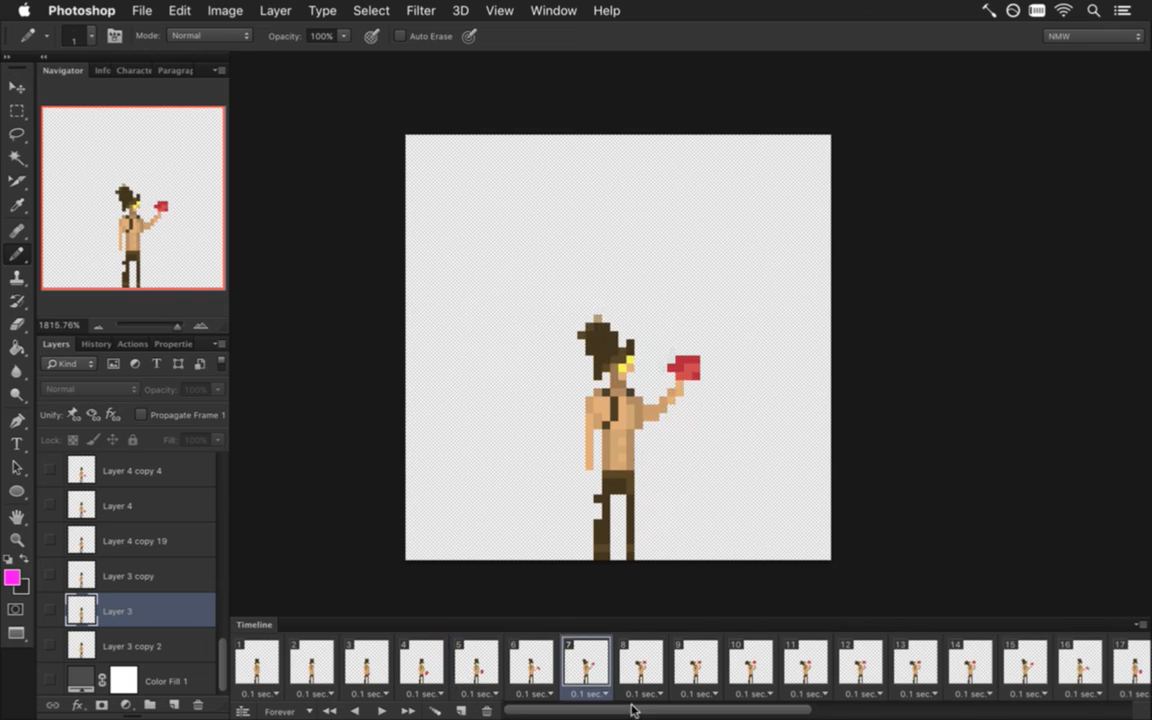 Photoshop File Edit Image Layer Type Select Filter 3D View Window Help
1 Mode: Normal Opacity: 100% Auto Erase NMW
Navigator Info Characte Paragrap
1815.76%
Layers History Actions Propertie
Kind
Normal Opacity: 100%
Unify: Propagate Frame 1
Lock: Fill: 100%
Layer 4 copy 4
Layer 4
Layer 4 copy 19
Layer 3 copy
Layer 3
Layer 3 copy 2
Color Fill 1
Timeline
1 2 3 4 5 6 7 8 9 10 11 12 13 14 15 16 17
0.1 sec. 0.1 sec. 0.1 sec. 0.1 sec. 0.1 sec. 0.1 sec. 0.1 sec. 0.1 sec. 0.1 sec. 0.1 sec. 0.1 sec. 0.1 sec. 0.1 sec. 0.1 sec. 0.1 sec. 0.1 sec. 0.1 sec.
Forever